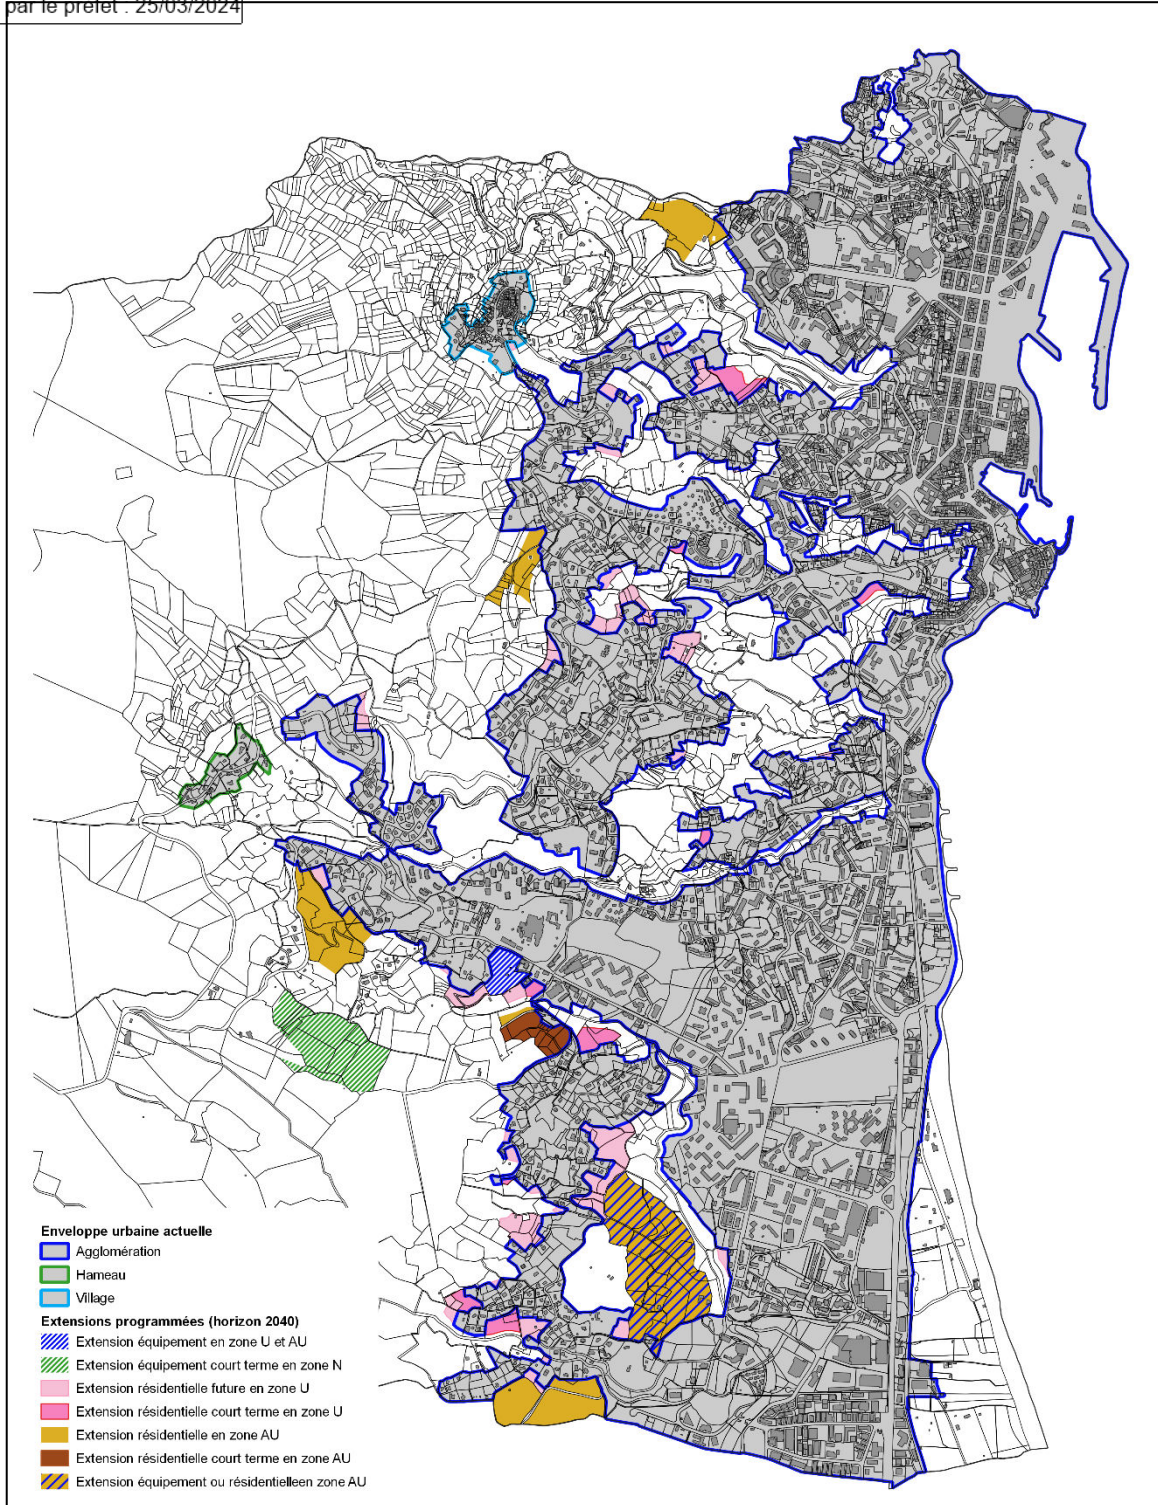 par le préfet : 25/03/2024
Enveloppe urbaine actuelle
Agglomération
Hameau
Village
Extensions programmées (horizon 2040)
Extension équipement en zone U et AU
Extension équipement court terme en zone N
Extension résidentielle future en zone U
Extension résidentielle court terme en zone U
Extension résidentielle en zone AU
Extension résidentielle court terme en zone AU
Extension équipement ou résidentielleen zone AU